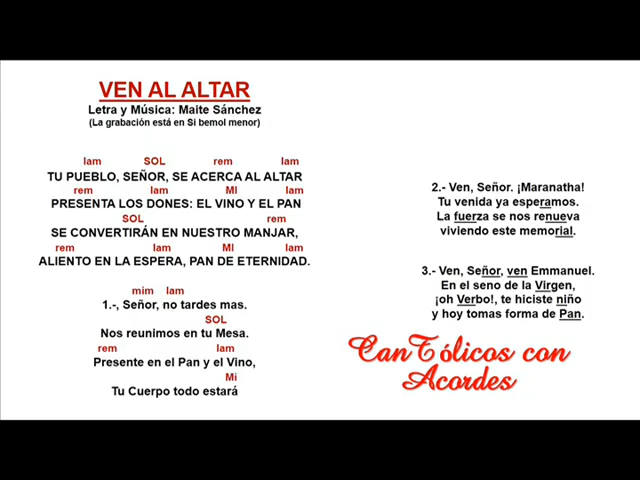 VEN AL ALTAR
Letra y Música: Maite Sánchez
(La grabación está en Si bemol menor)
lam SOL rem lam
TU PUEBLO, SEÑOR, SE ACERCA AL ALTAR
rem lam MI lam
PRESENTA LOS DONES: EL VINO Y EL PAN
SOL rem
SE CONVERTIRÁN EN NUESTRO MANJAR,
rem lam MI lam
ALIENTO EN LA ESPERA, PAN DE ETERNIDAD.
mim lam
1.-, Señor, no tardes mas.
SOL
Nos reunimos en tu Mesa.
rem lam
Presente en el Pan y el Vino,
Mi
Tu Cuerpo todo estará
2.- Ven, Señor. ¡Maranatha!
Tu venida ya esperamos.
La fuerza se nos renueva
viviendo este memorial.
3.- Ven, Señor, ven Emmanuel.
En el seno de la Virgen,
¡oh Verbo!, te hiciste niño
y hoy tomas forma de Pan.
CanTólicos con
Acordes